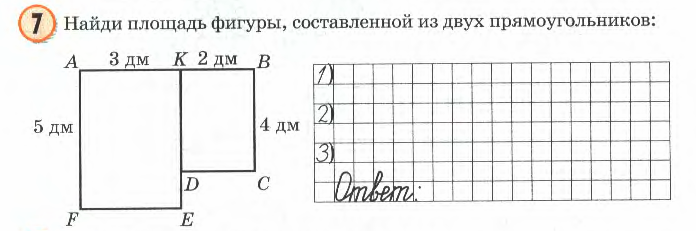 7 Найди площадь фигуры, составленной из двух прямоугольников:
A 3 дм K 2 дм B
5 дм
4 дм
D C
F E
1)
2)
3)
Ответ: